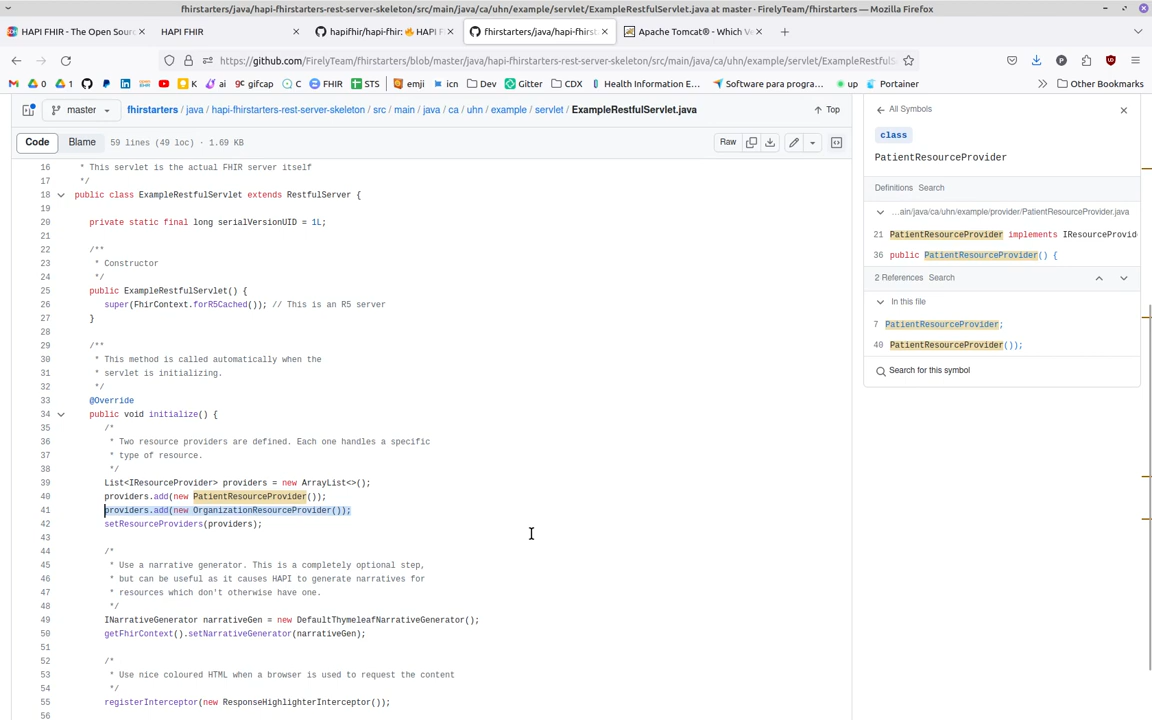 fhirstarters/java/hapi-fhirstarters-rest-server-skeleton/src/main/java/ca/uhn/example/servlet/ExampleRestfulServlet.java at master · FirelyTeam/fhirstarters — Mozilla Firefox
HAPI FHIR - The Open Sour
HAPI FHIR
hapifhir/hapi-fhir: 🔥 HAPI F
fhirstarters/java/hapi-fhirst
Apache Tomcat® - Which Ve
https://github.com/FirelyTeam/fhirstarters/blob/master/java/hapi-fhirstarters-rest-server-skeleton/src/main/java/ca/uhn/example/servlet/ExampleRestfulS
0
1
K
ai
9C gifcap
C
FHIR
STS
emji
icn
Dev
Gitter
CDX
Health Information E...
Software para progra...
up
Portainer
Other Bookmarks
master
fhirstarters / java / hapi-fhirstarters-rest-server-skeleton / src / main / java / ca / uhn / example / servlet / ExampleRestfulServlet.java
Top
Code
Blame
59 lines (49 loc) · 1.69 KB
Raw
16 * This servlet is the actual FHIR server itself
17 */
18 public class ExampleRestfulServlet extends RestfulServer {
19
20 private static final long serialVersionUID = 1L;
21
22 /**
23 * Constructor
24 */
25 public ExampleRestfulServlet() {
26 super(FhirContext.forR5Cached()); // This is an R5 server
27 }
28
29 /**
30 * This method is called automatically when the
31 * servlet is initializing.
32 */
33 @Override
34 public void initialize() {
35 /*
36 * Two resource providers are defined. Each one handles a specific
37 * type of resource.
38 */
39 List<IResourceProvider> providers = new ArrayList<>();
40 providers.add(new PatientResourceProvider());
41 providers.add(new OrganizationResourceProvider());
42 setResourceProviders(providers);
43
44 /*
45 * Use a narrative generator. This is a completely optional step,
46 * but can be useful as it causes HAPI to generate narratives for
47 * resources which don't otherwise have one.
48 */
49 INarrativeGenerator narrativeGen = new DefaultThymeleafNarrativeGenerator();
50 getFhirContext().setNarrativeGenerator(narrativeGen);
51
52 /*
53 * Use nice coloured HTML when a browser is used to request the content
54 */
55 registerInterceptor(new ResponseHighlighterInterceptor());
56
All Symbols
class
PatientResourceProvider
Definitions Search
...ain/java/ca/uhn/example/provider/PatientResourceProvider.java
21 PatientResourceProvider implements IResourceProvid
36 public PatientResourceProvider() {
2 References Search
In this file
7 PatientResourceProvider;
40 PatientResourceProvider());
Search for this symbol